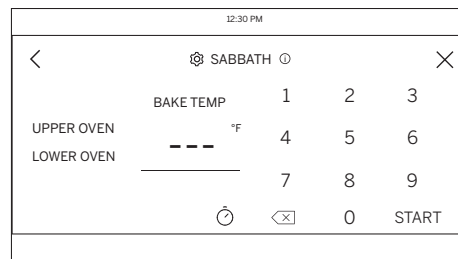 12:30 PM
SABBATH
BAKE TEMP
1 2 3
UPPER OVEN
LOWER OVEN
--- °F
4 5 6
7 8 9
0 START